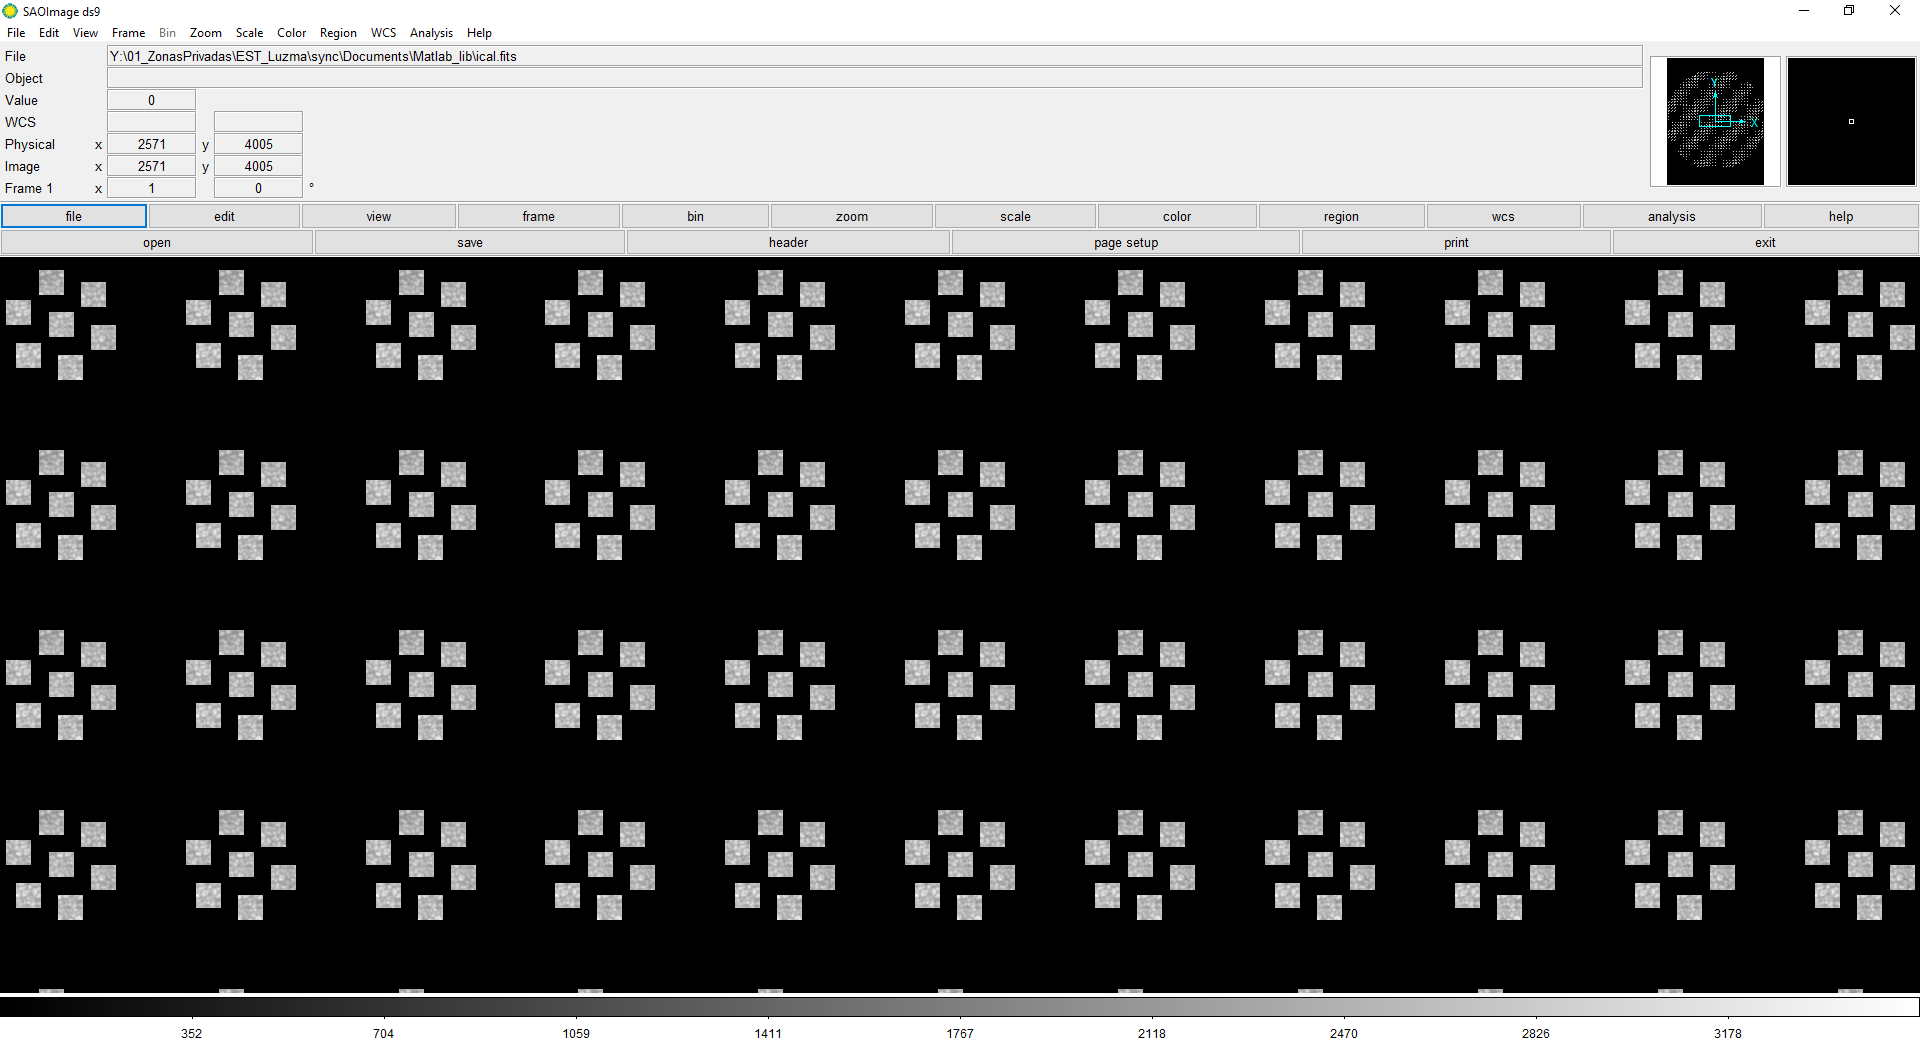 SAOImage ds9
File Edit View Frame Bin Zoom Scale Color Region WCS Analysis Help
File Y:\01_ZonasPrivadas\EST_Luzma\sync\Documents\Matlab_lib\ical.fits
Object
Value 0
WCS
Physical x 2571 y 4005
Image x 2571 y 4005
Frame 1 x 1 0 °
Y
X
file edit view frame bin zoom scale color region wcs analysis help
open save header page setup print exit
352 704 1059 1411 1767 2118 2470 2826 3178